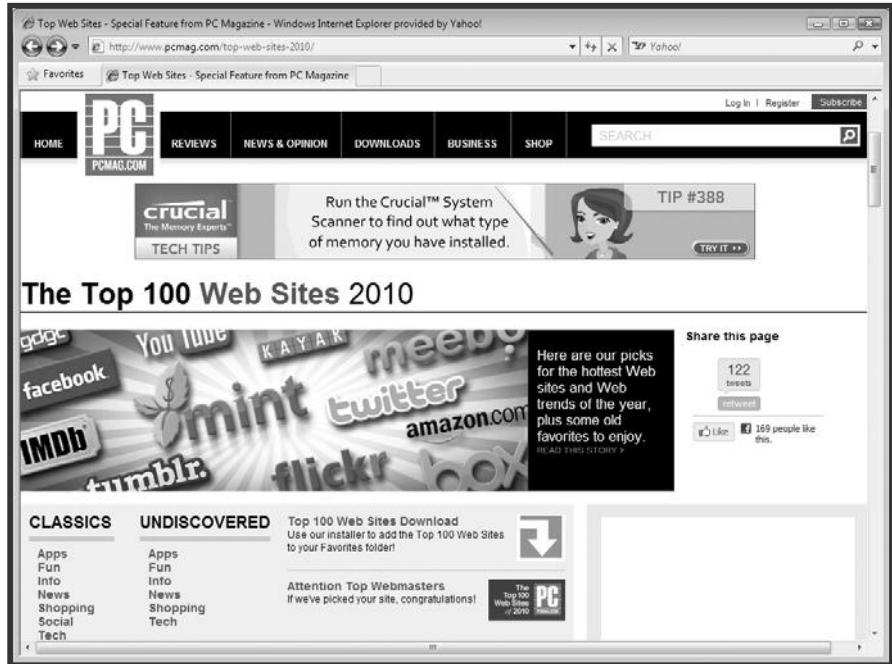 Top Web Sites - Special Feature from PC Magazine - Windows Internet Explorer provided by Yahoo!
http://www.pcmag.com/top-web-sites-2010/
Yahoo!
Favorites
Top Web Sites - Special Feature from PC Magazine
Log In | Register
Subscribe
HOME
PC
PCMAG.COM
REVIEWS
NEWS & OPINION
DOWNLOADS
BUSINESS
SHOP
SEARCH
crucial
The Memory Experts™
TECH TIPS
Run the Crucial™ System
Scanner to find out what type
of memory you have installed.
TIP #388
TRY IT
The Top 100 Web Sites 2010
gdgt
You Tube
KAYAK
meebo
facebook
mint
twitter
amazon.com
IMDb
tumblr.
flickr
box
Here are our picks
for the hottest Web
sites and Web
trends of the year,
plus some old
favorites to enjoy.
READ THIS STORY >
Share this page
122
tweets
retweet
Like
169 people like
this.
CLASSICS
Apps
Fun
Info
News
Shopping
Social
Tech
UNDISCOVERED
Apps
Fun
Info
News
Shopping
Tech
Top 100 Web Sites Download
Use our installer to add the Top 100 Web Sites
to your Favorites folder!
Attention Top Webmasters
If we've picked your site, congratulations!
The
Top 100
Web Sites
of 2010
PC
PCMAG.COM